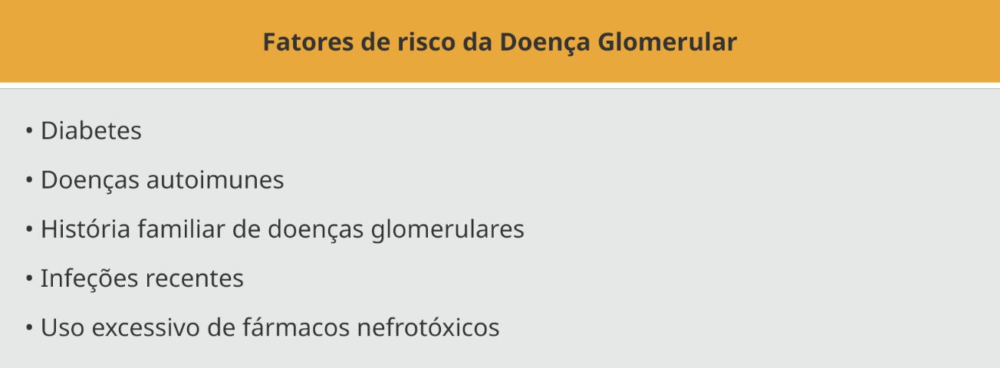 Fatores de risco da Doença Glomerular
• Diabetes
• Doenças autoimunes
• História familiar de doenças glomerulares
• Infeções recentes
• Uso excessivo de fármacos nefrotóxicos